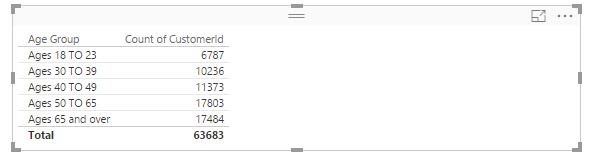 Age Group Count of CustomerId
Ages 18 TO 23 6787
Ages 30 TO 39 10236
Ages 40 TO 49 11373
Ages 50 TO 65 17803
Ages 65 and over 17484
Total 63683